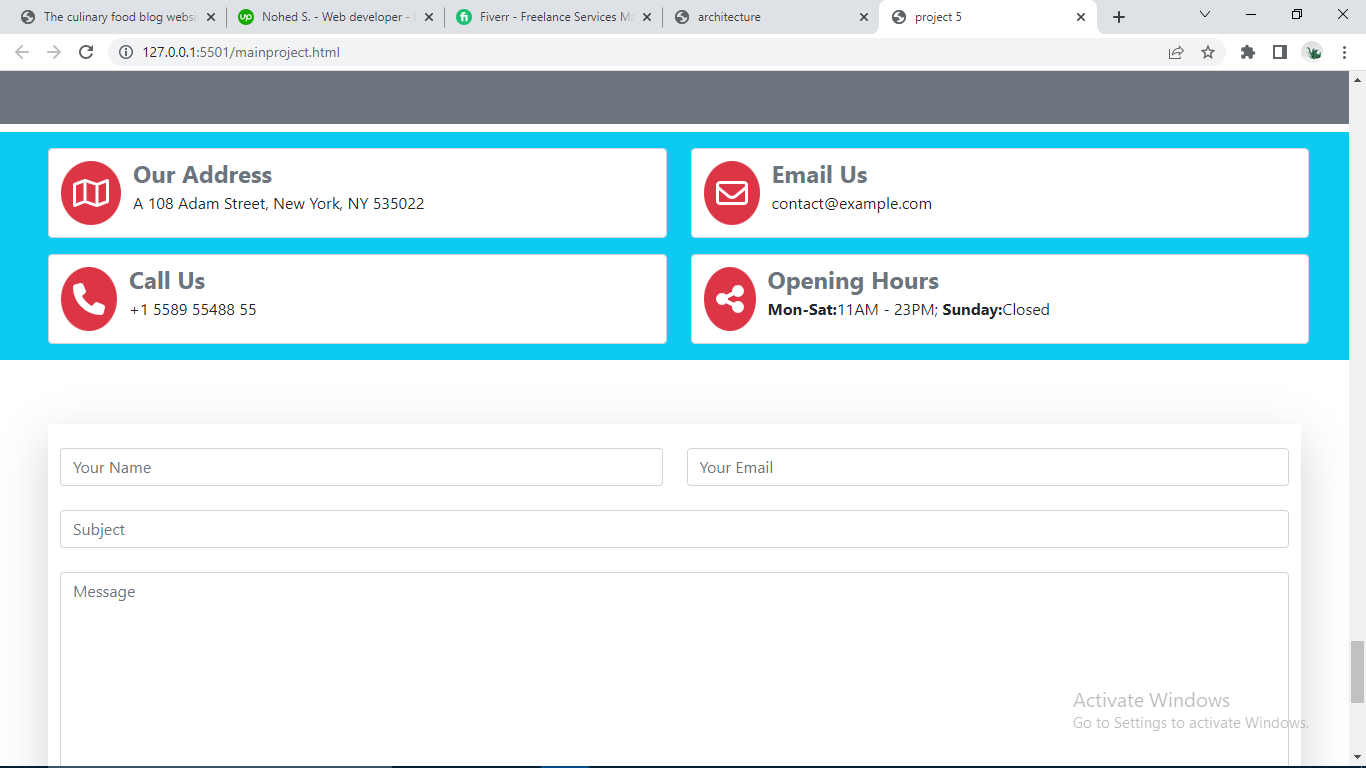 The culinary food blog websi
Nohed S. - Web developer -
Fiverr - Freelance Services Ma
architecture
project 5
127.0.0.1:5501/mainproject.html
Our Address
A 108 Adam Street, New York, NY 535022
Email Us
contact@example.com
Call Us
+1 5589 55488 55
Opening Hours
Mon-Sat:11AM - 23PM; Sunday:Closed
Your Name
Your Email
Subject
Message
Activate Windows
Go to Settings to activate Windows.